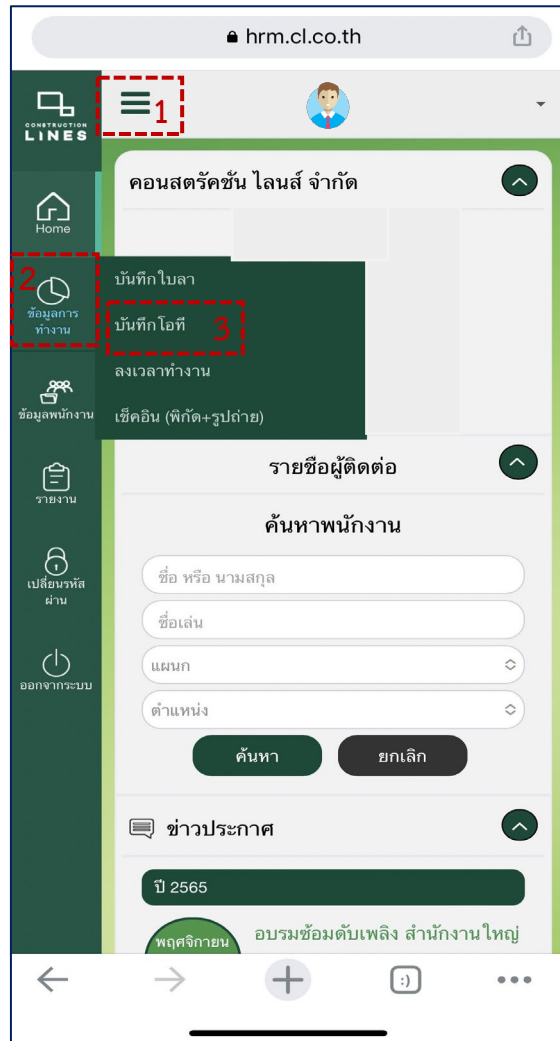 hrm.cl.co.th
CONSTRUCTION
LINES
1
คอนสตรัคชั่น ไลนส์ จำกัด
Home
2
ข้อมูลการ
ทำงาน
บันทึกใบลา
บันทึกโอที
3
ลงเวลาทำงาน
เช็คอิน (พิกัด+รูปถ่าย)
ข้อมูลพนักงาน
รายงาน
เปลี่ยนรหัส
ผ่าน
ออกจากระบบ
รายชื่อผู้ติดต่อ
ค้นหาพนักงาน
ชื่อ หรือ นามสกุล
ชื่อเล่น
แผนก
ตำแหน่ง
ค้นหา
ยกเลิก
ข่าวประกาศ
ปี 2565
พฤศจิกายน
อบรมซ้อมดับเพลิง สำนักงานใหญ่
:)